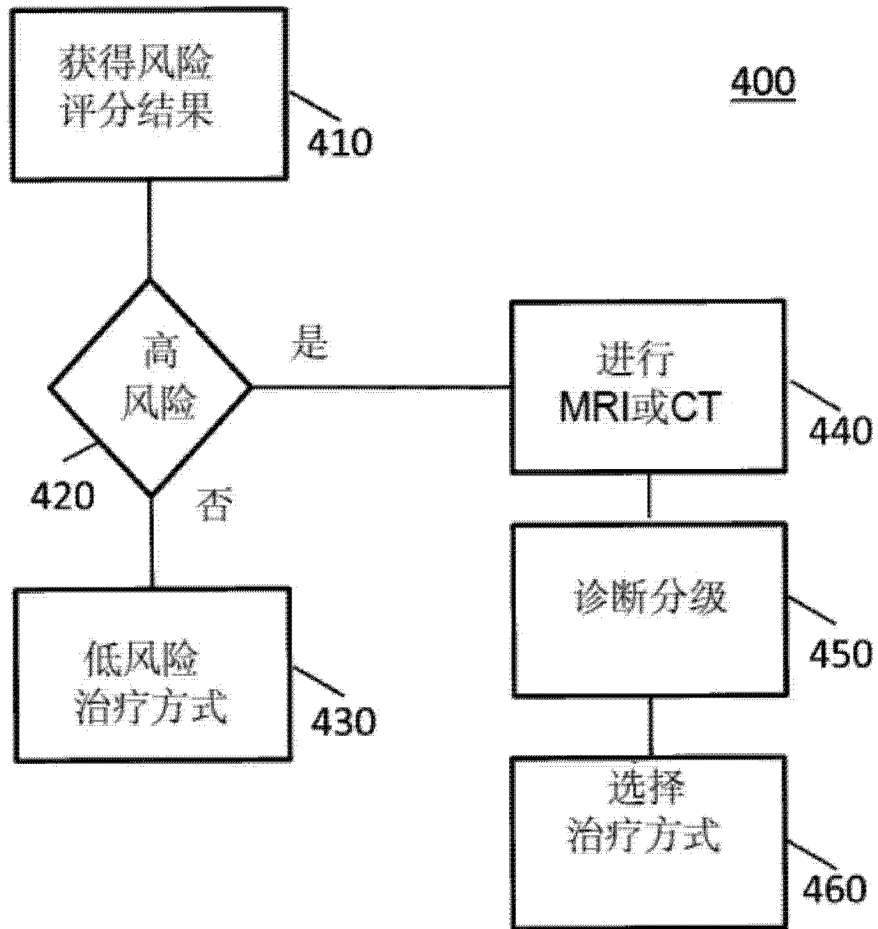 获得风险
评分结果
410
400
高
风险
420
是
否
低风险
治疗方式
430
进行
MRI或CT
440
诊断分级
450
选择
治疗方式
460